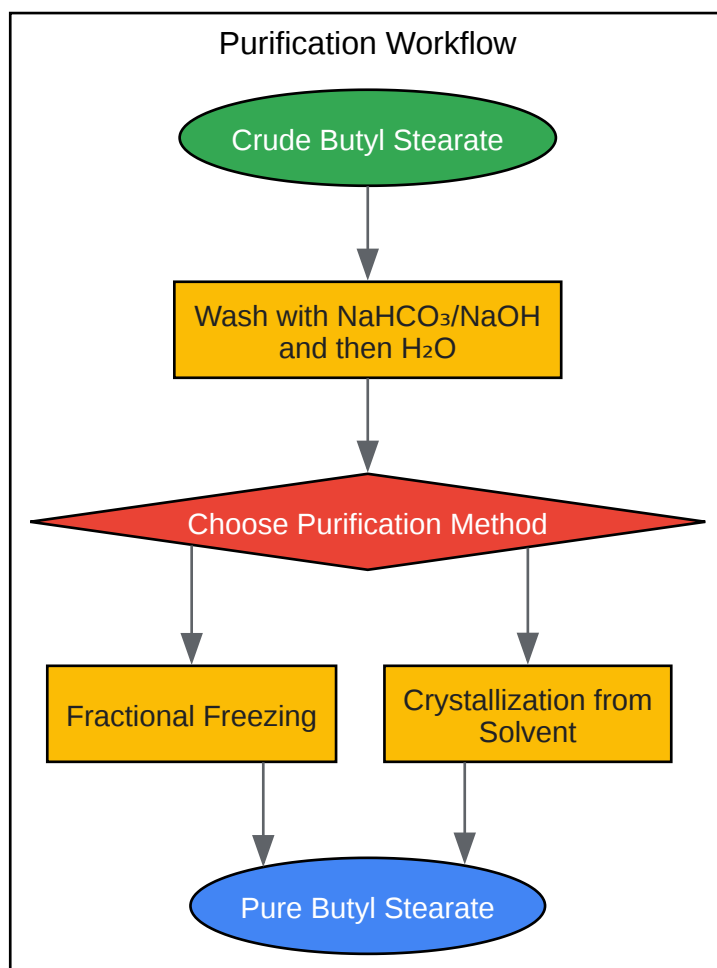 Purification Workflow
Crude Butyl Stearate
Wash with NaHCO₃/NaOH
and then H₂O
Choose Purification Method
Fractional Freezing
Crystallization from
Solvent
Pure Butyl Stearate